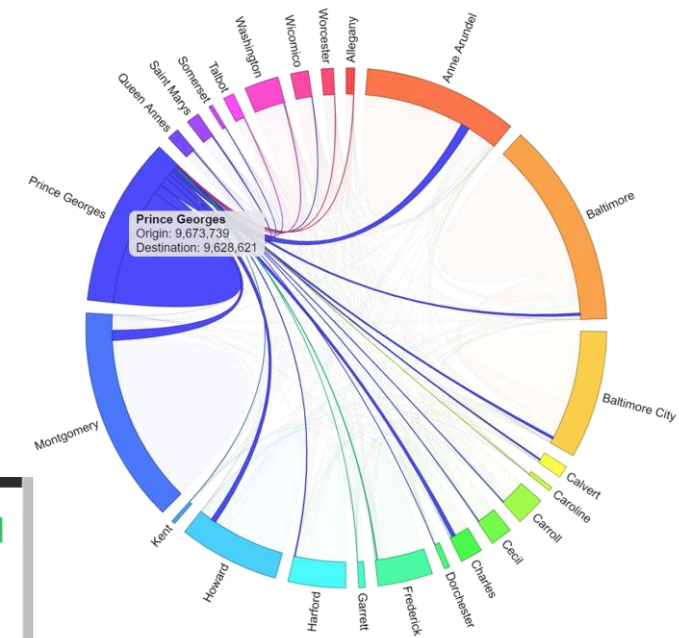 Allegany
Anne Arundel
Baltimore
Baltimore City
Calvert
Caroline
Carroll
Cecil
Charles
Dorchester
Frederick
Garrett
Harford
Howard
Kent
Montgomery
Prince Georges
Queen Annes
Saint Marys
Somerset
Talbot
Washington
Wicomico
Worcester
Prince Georges
Origin: 9,673,739
Destination: 9,628,621